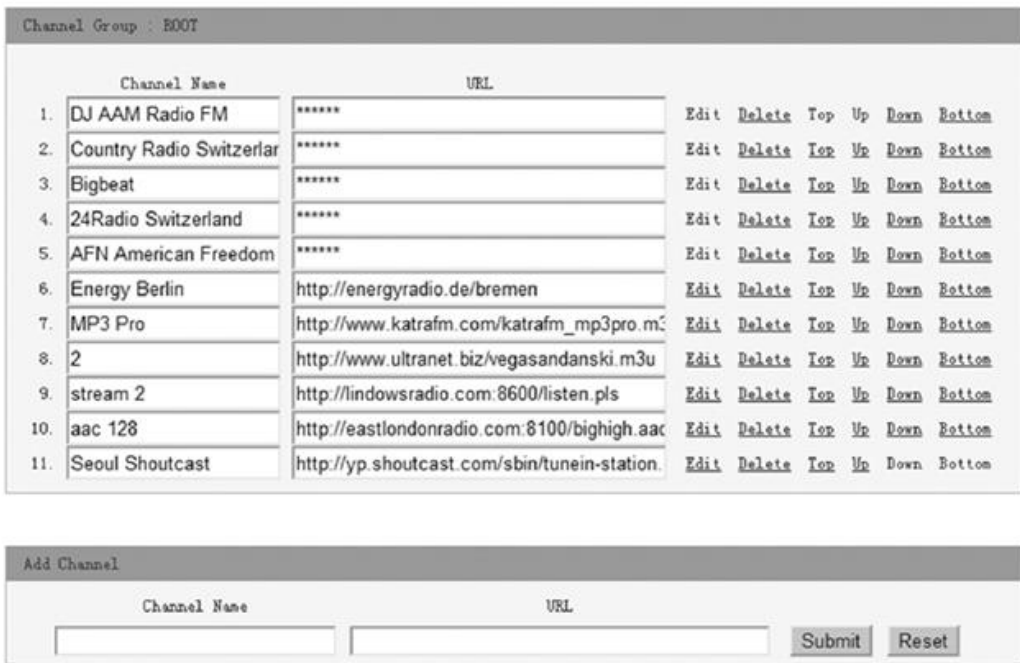 Channel Group : ROOT
Channel Name URL
1. DJ AAM Radio FM ****** Edit Delete Top Up Down Bottom
2. Country Radio Switzerlar ****** Edit Delete Top Up Down Bottom
3. Bigbeat ****** Edit Delete Top Up Down Bottom
4. 24Radio Switzerland ****** Edit Delete Top Up Down Bottom
5. AFN American Freedom ****** Edit Delete Top Up Down Bottom
6. Energy Berlin http://energyradio.de/bremen Edit Delete Top Up Down Bottom
7. MP3 Pro http://www.katrafm.com/katrafm_mp3pro.m3 Edit Delete Top Up Down Bottom
8. 2 http://www.ultranet.biz/vegasandanski.m3u Edit Delete Top Up Down Bottom
9. stream 2 http://lindowsradio.com:8600/listen.pls Edit Delete Top Up Down Bottom
10. aac 128 http://eastlondonradio.com:8100/bighigh.aac Edit Delete Top Up Down Bottom
11. Seoul Shoutcast http://yp.shoutcast.com/sbin/tunein-station. Edit Delete Top Up Down Bottom
Add Channel
Channel Name URL
Submit Reset